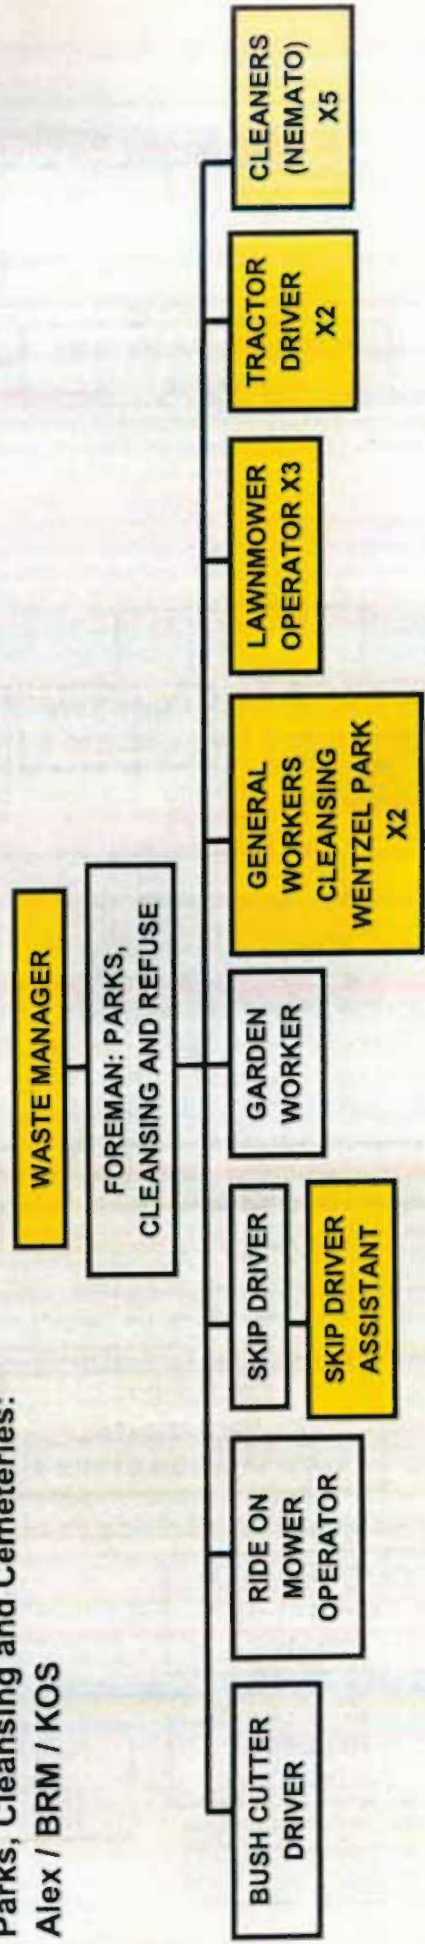 Parks, Cleansing and Cemeteries:
Alex / BRM / KOS
WASTE MANAGER
FOREMAN: PARKS,
CLEANSING AND REFUSE
BUSH CUTTER
DRIVER
RIDE ON
MOWER
OPERATOR
SKIP DRIVER
SKIP DRIVER
ASSISTANT
GARDEN
WORKER
GENERAL
WORKERS
CLEANSING
WENTZEL PARK
X2
LAWNMOWER
OPERATOR X3
TRACTOR
DRIVER
X2
CLEANERS
(NEMATO)
X5